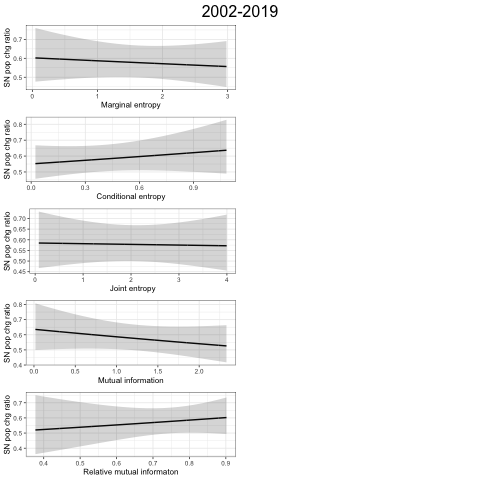 2002-2019
SN pop chg ratio
0.7
0.6
0.5
0 1 2 3
Marginal entropy
SN pop chg ratio
0.8
0.7
0.6
0.5
0.0 0.3 0.6 0.9
Conditional entropy
SN pop chg ratio
0.70
0.65
0.60
0.55
0.50
0.45
0 1 2 3 4
Joint entropy
SN pop chg ratio
0.8
0.7
0.6
0.5
0.4
0.0 0.5 1.0 1.5 2.0
Mutual information
SN pop chg ratio
0.7
0.6
0.5
0.4
0.4 0.5 0.6 0.7 0.8 0.9
Relative mutual informaton